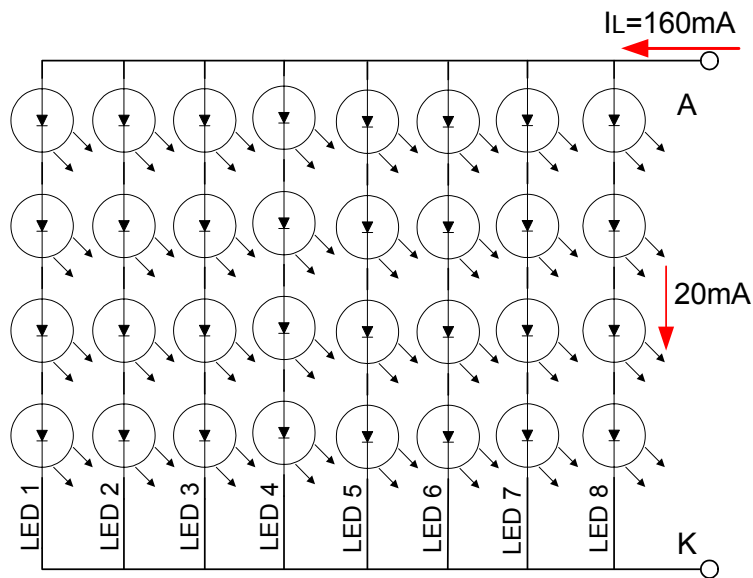 IL=160mA
A
20mA
LED 1
LED 2
LED 3
LED 4
LED 5
LED 6
LED 7
LED 8
K